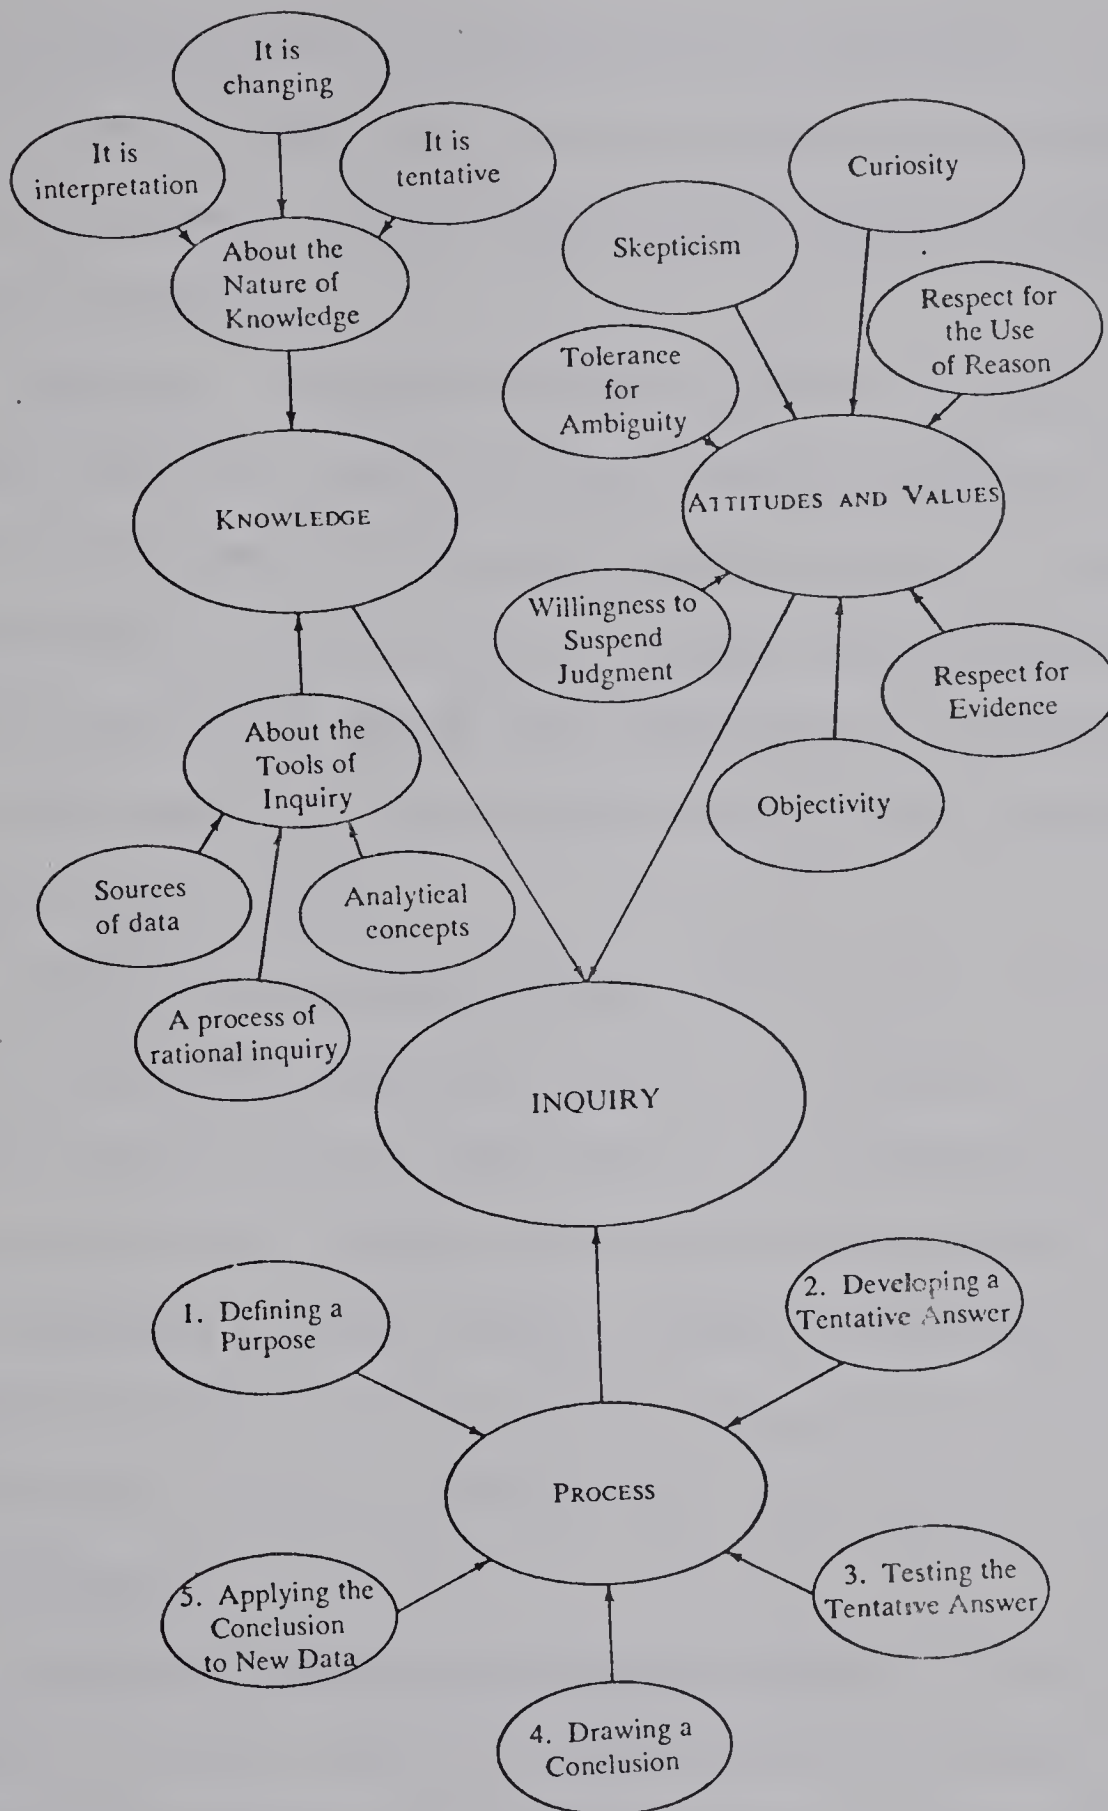 It is
changing
It is
interpretation
It is
tentative
About the
Nature of
Knowledge
KNOWLEDGE
About the
Tools of
Inquiry
Sources
of data
Analytical
concepts
A process of
rational inquiry
Curiosity
Skepticism
Respect for
the Use
of Reason
Tolerance
for
Ambiguity
ATTITUDES AND VALUES
Willingness to
Suspend
Judgment
Respect for
Evidence
Objectivity
INQUIRY
1. Defining a
Purpose
2. Developing a
Tentative Answer
PROCESS
3. Testing the
Tentative Answer
4. Drawing a
Conclusion
5. Applying the
Conclusion
to New Data